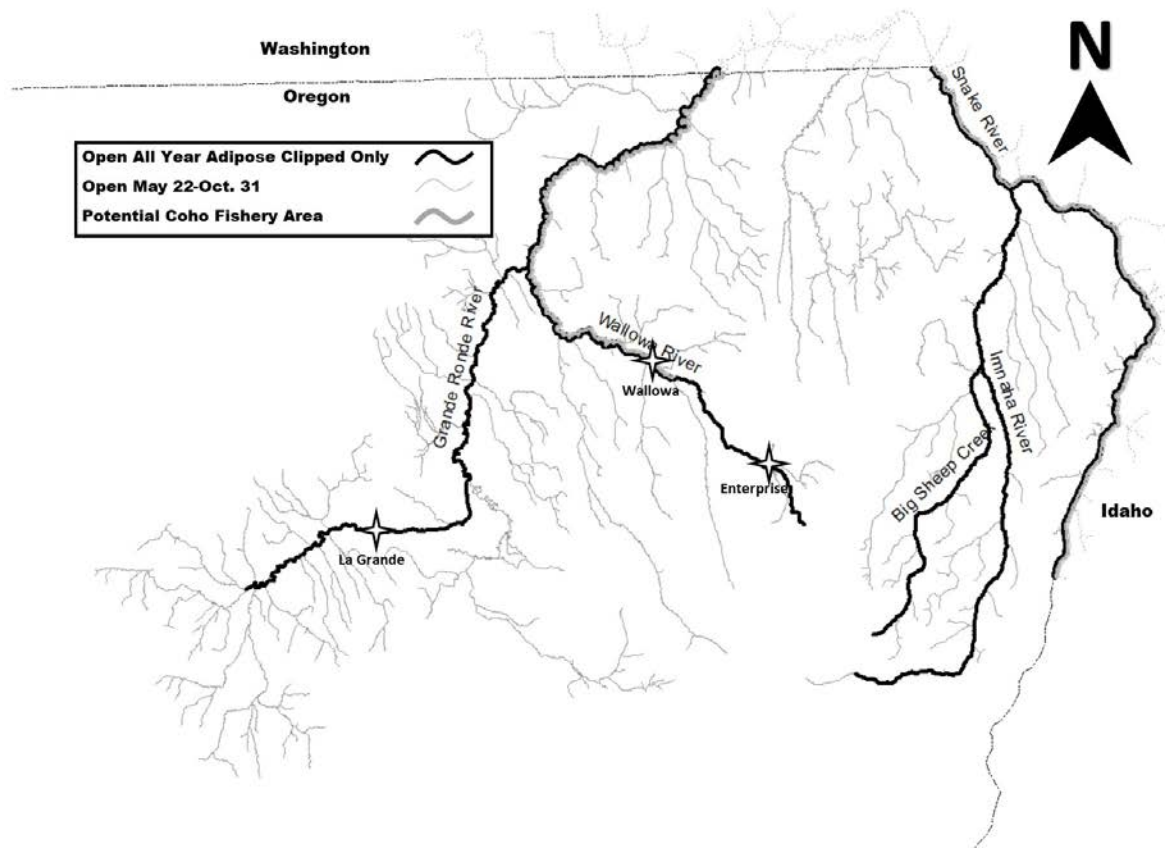 Washington
Oregon
N
Snake River
Open All Year Adipose Clipped Only
Open May 22-Oct. 31
Potential Coho Fishery Area
Grande Ronde River
Wallowa River
Wallowa
Imnaha River
Big Sheep Creek
Enterprise
Idaho
La Grande